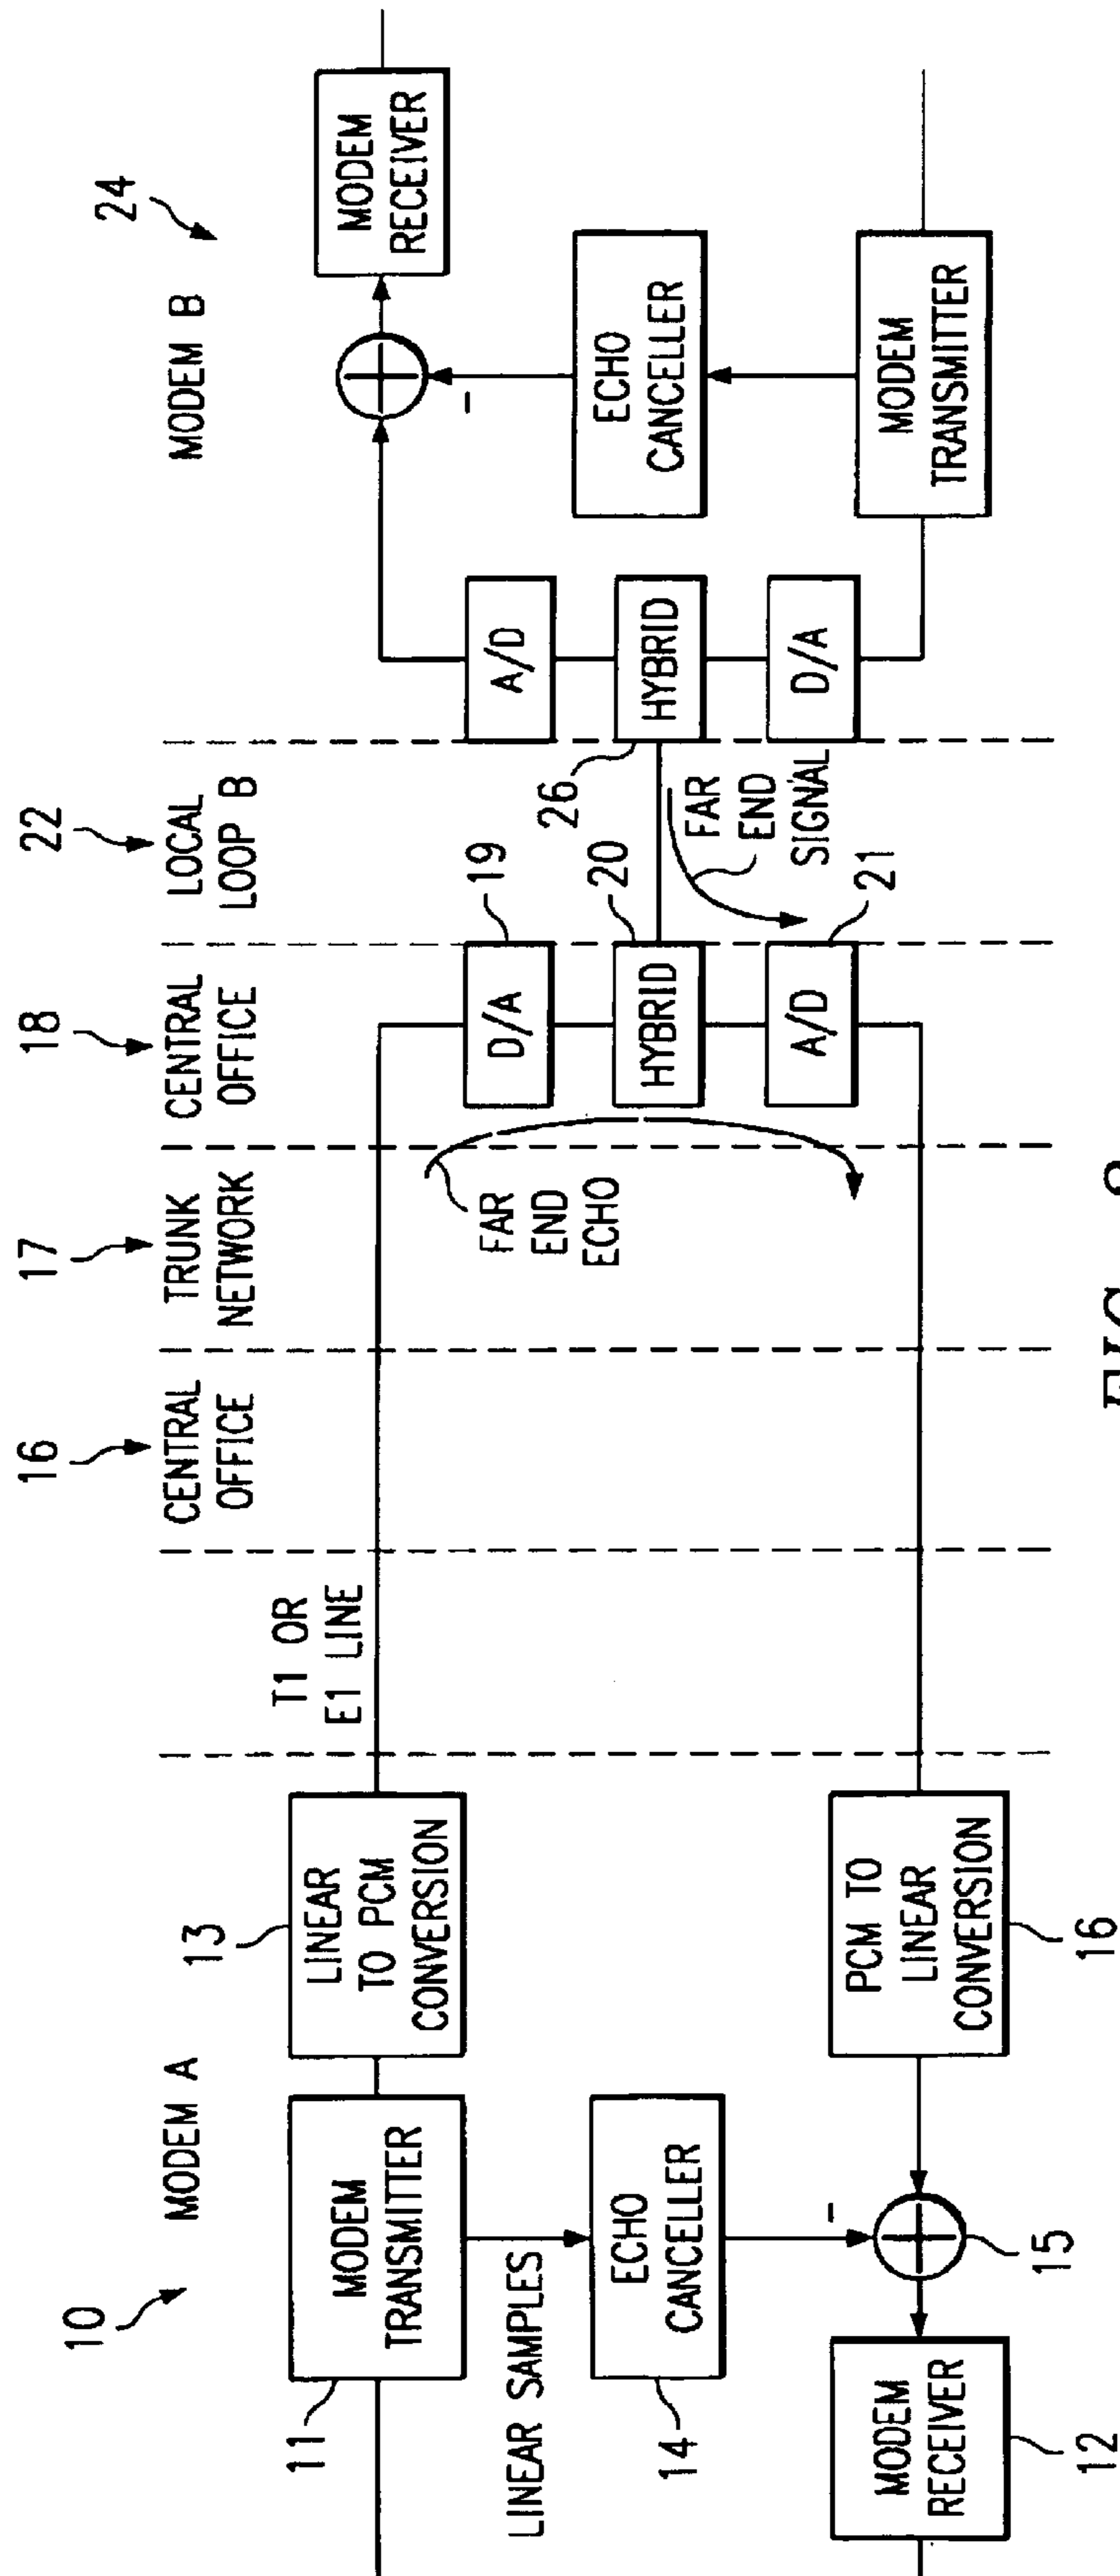 10
MODEM A
11
MODEM
TRANSMITTER
13
LINEAR
TO PCM
CONVERSION
LINEAR SAMPLES
14
ECHO
CANCELLER
12
MODEM
RECEIVER
-
15
PCM TO
LINEAR
CONVERSION
16
T1 OR
E1 LINE
16
CENTRAL
OFFICE
17
TRUNK
NETWORK
FAR
END
ECHO
18
CENTRAL
OFFICE
D/A
19
HYBRID
20
A/D
21
22
LOCAL
LOOP B
26
FAR
END
SIGNAL
MODEM B
24
A/D
HYBRID
D/A
-
MODEM
RECEIVER
ECHO
CANCELLER
MODEM
TRANSMITTER
FIG.